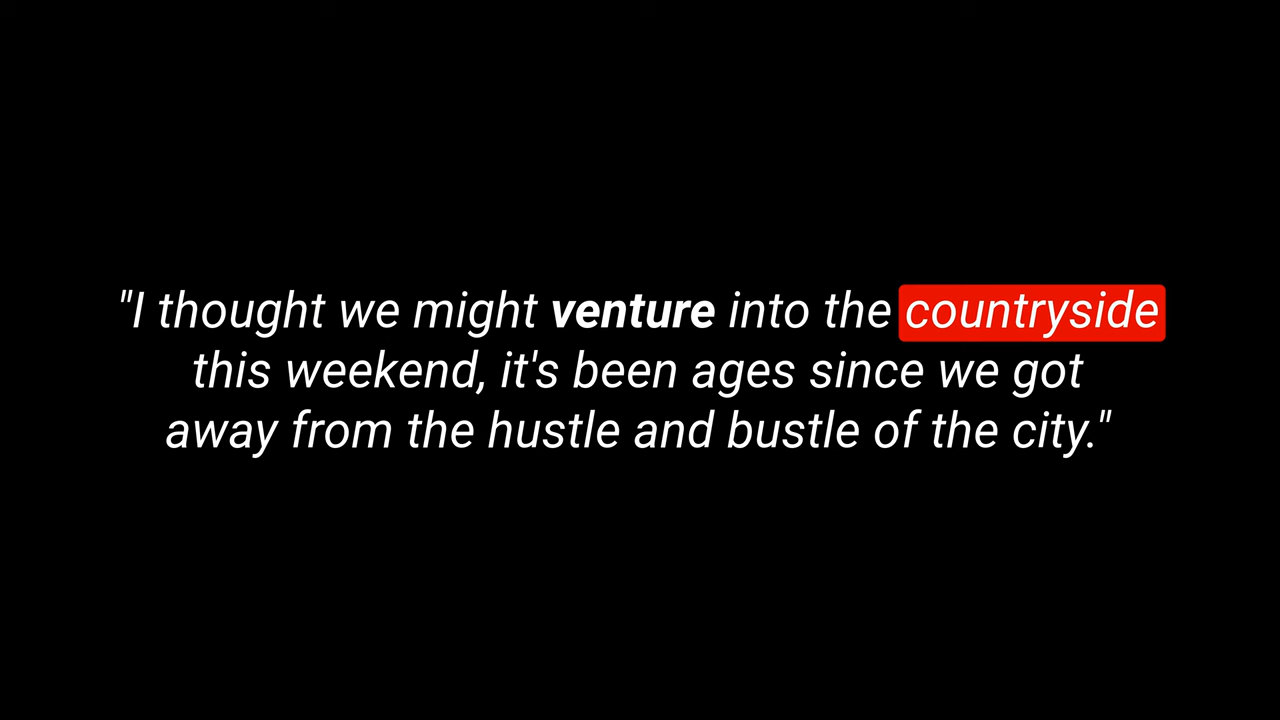 "I thought we might venture into the countryside
this weekend, it's been ages since we got
away from the hustle and bustle of the city."